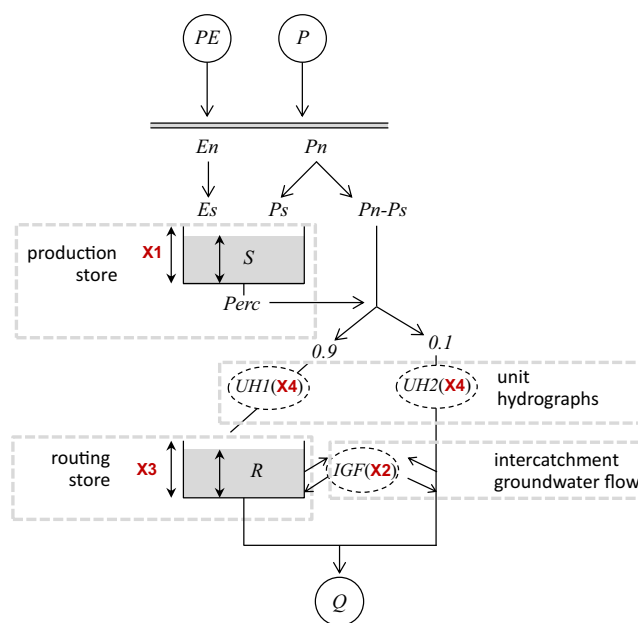 PE
P
En
Pn
Es
Ps
Pn-Ps
production
store
X1
S
Perc
0.9
0.1
UH1(X4)
UH2(X4)
unit
hydrographs
routing
store
X3
R
IGF(X2)
intercatchment
groundwater flow
Q